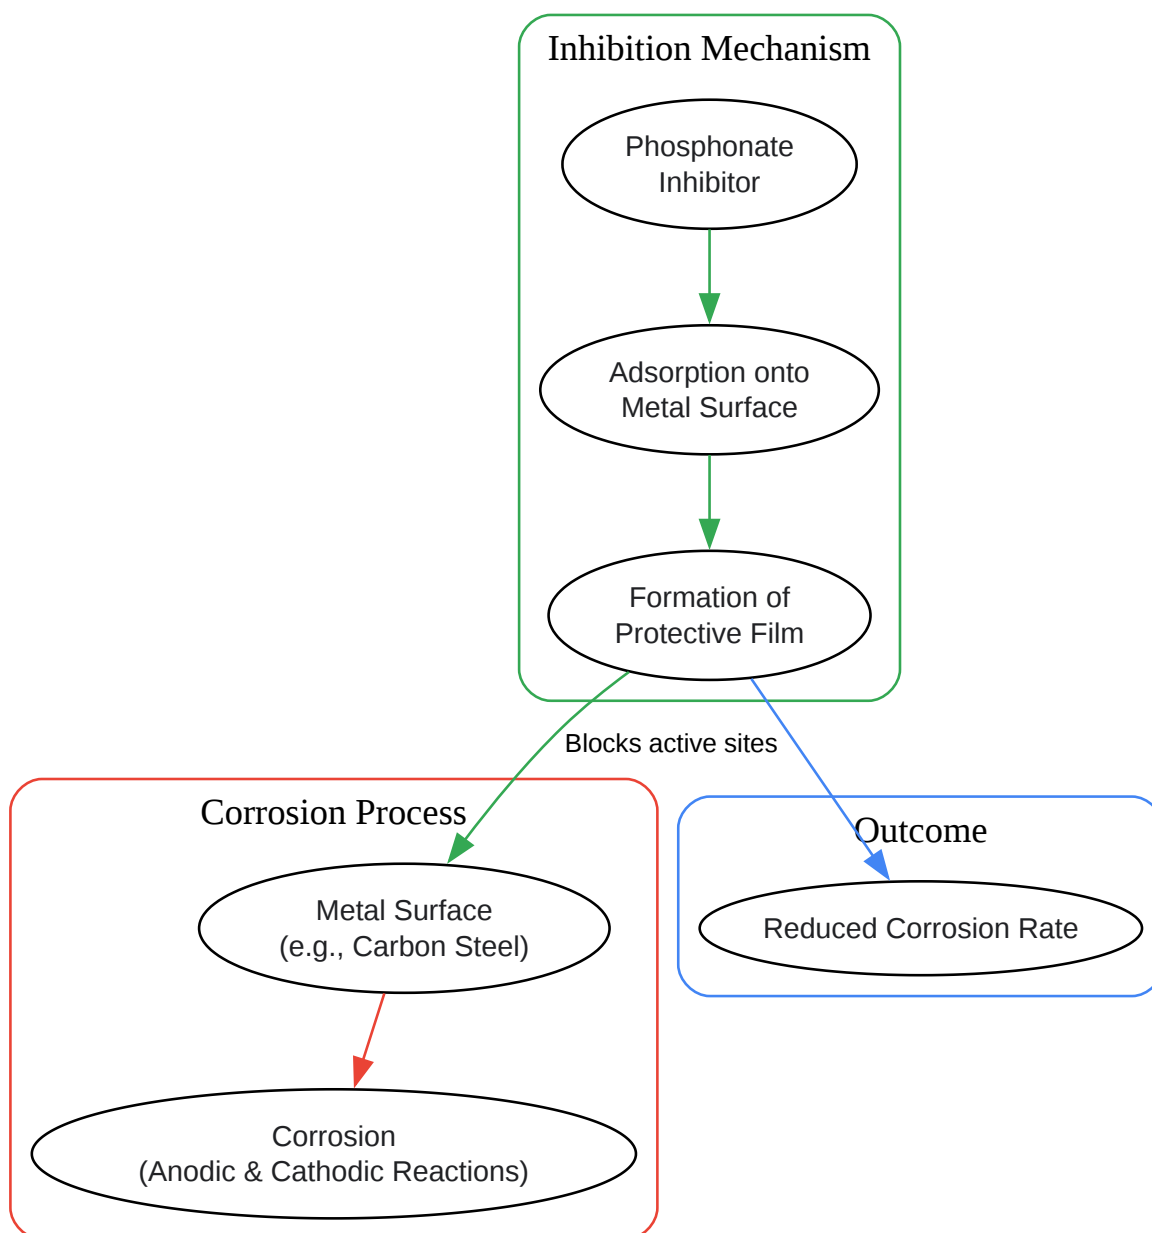 Inhibition Mechanism
Phosphonate
Inhibitor
Adsorption onto
Metal Surface
Formation of
Protective Film
Blocks active sites
Corrosion Process
Metal Surface
(e.g., Carbon Steel)
Corrosion
(Anodic & Cathodic Reactions)
Outcome
Reduced Corrosion Rate